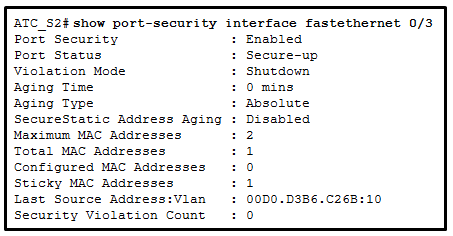 ATC_S2# show port-security interface fastethernet 0/3
Port Security : Enabled
Port Status : Secure-up
Violation Mode : Shutdown
Aging Time : 0 mins
Aging Type : Absolute
SecureStatic Address Aging : Disabled
Maximum MAC Addresses : 2
Total MAC Addresses : 1
Configured MAC Addresses : 0
Sticky MAC Addresses : 1
Last Source Address:Vlan : 00D0.D3B6.C26B:10
Security Violation Count : 0